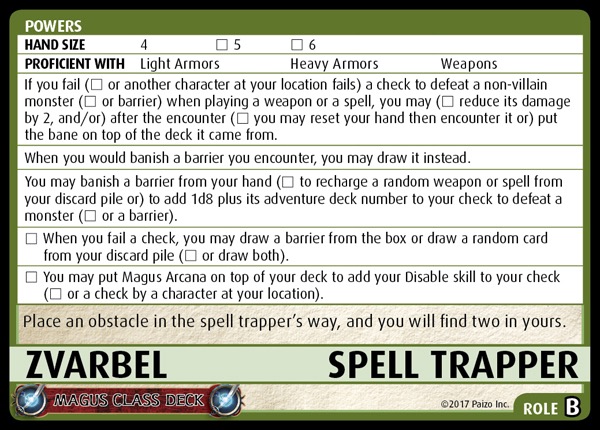 POWERS
HAND SIZE 4 □ 5 □ 6
PROFICIENT WITH Light Armors Heavy Armors Weapons
If you fail (□ or another character at your location fails) a check to defeat a non-villain
monster (□ or barrier) when playing a weapon or a spell, you may (□ reduce its damage
by 2, and/or) after the encounter (□ you may reset your hand then encounter it or) put
the bane on top of the deck it came from.
When you would banish a barrier you encounter, you may draw it instead.
You may banish a barrier from your hand (□ to recharge a random weapon or spell from
your discard pile or) to add 1d8 plus its adventure deck number to your check to defeat a
monster (□ or a barrier).
□ When you fail a check, you may draw a barrier from the box or draw a random card
from your discard pile (□ or draw both).
□ You may put Magus Arcana on top of your deck to add your Disable skill to your check
(□ or a check by a character at your location).
Place an obstacle in the spell trapper's way, and you will find two in yours.
ZVARBEL SPELL TRAPPER
MAGUS CLASS DECK
©2017 Paizo Inc.
ROLE B